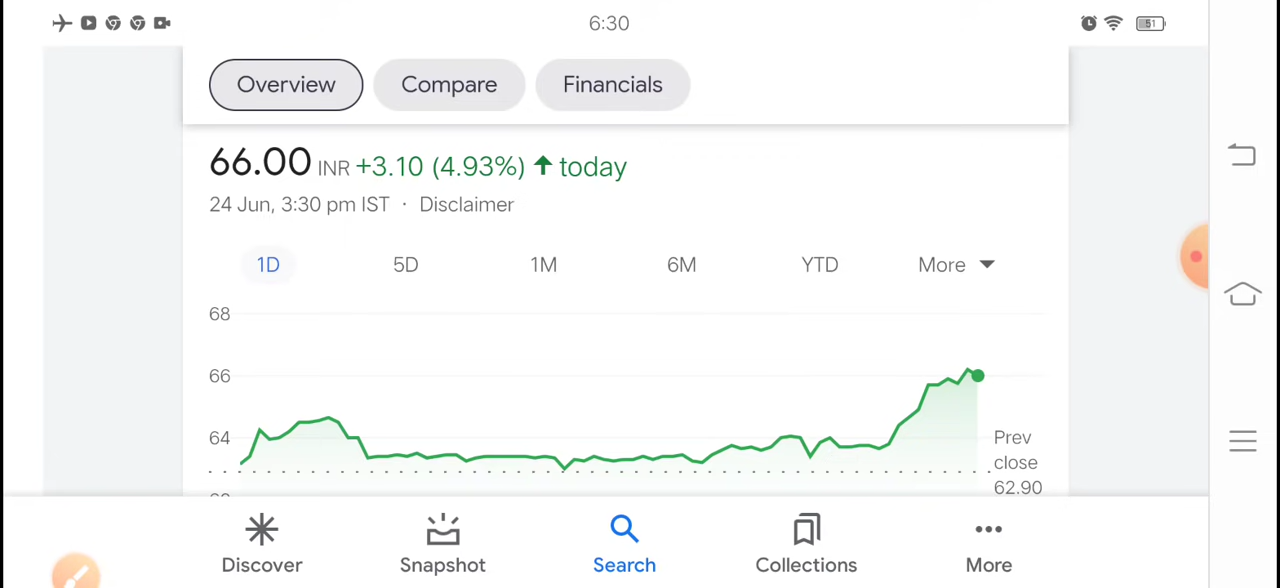 6:30
51
Overview Compare Financials
66.00 INR +3.10 (4.93%) ↑ today
24 Jun, 3:30 pm IST · Disclaimer
1D 5D 1M 6M YTD More
68
66
64
Prev
close
62.90
Discover Snapshot Search Collections More